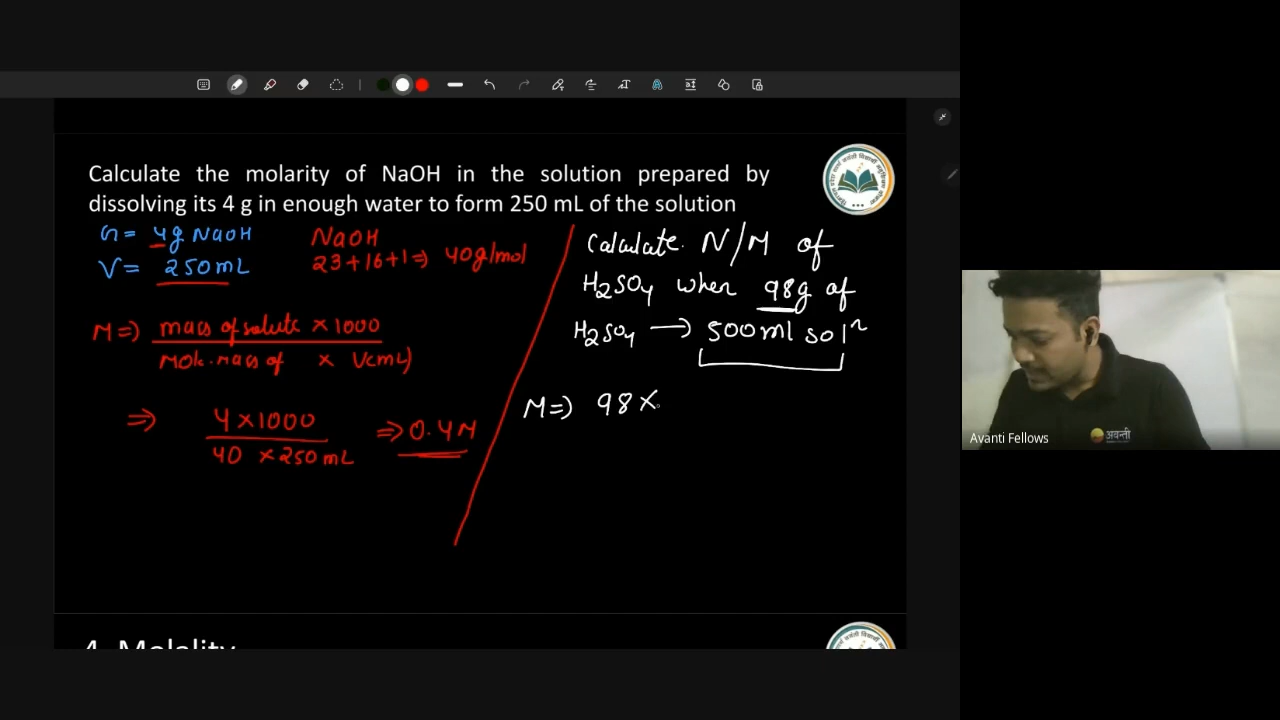 Calculate the molarity of NaOH in the solution prepared by
dissolving its 4 g in enough water to form 250 mL of the solution
G = 4g NaOH
V = 250mL
NaOH
23+16+1 ⇒ 40g/mol
M ⇒ mass of solute × 1000
Mole. mass of × V(mL)
⇒ 4 × 1000
40 × 250 mL
⇒ 0.4 M
Calculate N/M of
H2SO4 when 98g of
H2SO4 → 500ml solⁿ
M ⇒ 98 ×
4. Molality
Avanti Fellows
अवन्ती